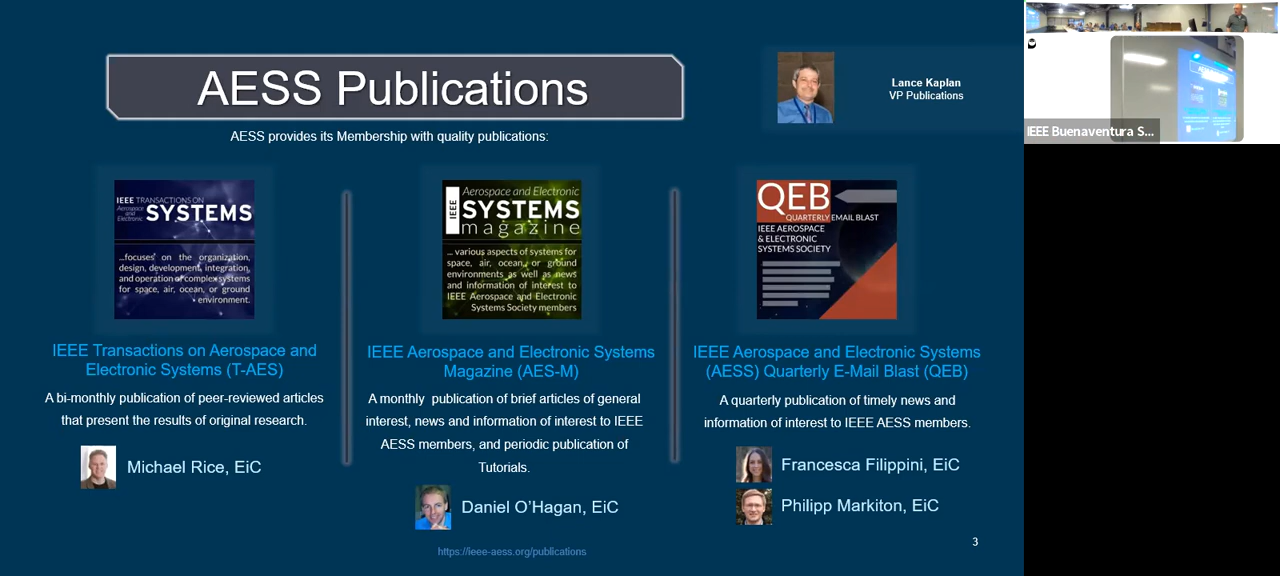 AESS Publications
Lance Kaplan
VP Publications
AESS provides its Membership with quality publications:
IEEE TRANSACTIONS ON
Aerospace
and
Electronic
SYSTEMS
...focuses on the organization,
design, development, integration,
and operation of complex systems
for space, air, ocean, or ground
environment.
IEEE Transactions on Aerospace and
Electronic Systems (T-AES)
A bi-monthly publication of peer-reviewed articles
that present the results of original research.
Michael Rice, EiC
IEEE
Aerospace and Electronic
SYSTEMS
magazine
... various aspects of systems for
space, air, ocean, or ground
environments as well as news
and information of interest to
IEEE Aerospace and Electronic
Systems Society members
IEEE Aerospace and Electronic Systems
Magazine (AES-M)
A monthly publication of brief articles of general
interest, news and information of interest to IEEE
AESS members, and periodic publication of
Tutorials.
Daniel O'Hagan, EiC
QEB
QUARTERLY EMAIL BLAST
IEEE AEROSPACE
& ELECTRONIC
SYSTEMS SOCIETY
IEEE Aerospace and Electronic Systems
(AESS) Quarterly E-Mail Blast (QEB)
A quarterly publication of timely news and
information of interest to IEEE AESS members.
Francesca Filippini, EiC
Philipp Markiton, EiC
https://ieee-aess.org/publications
3
IEEE Buenaventura S...